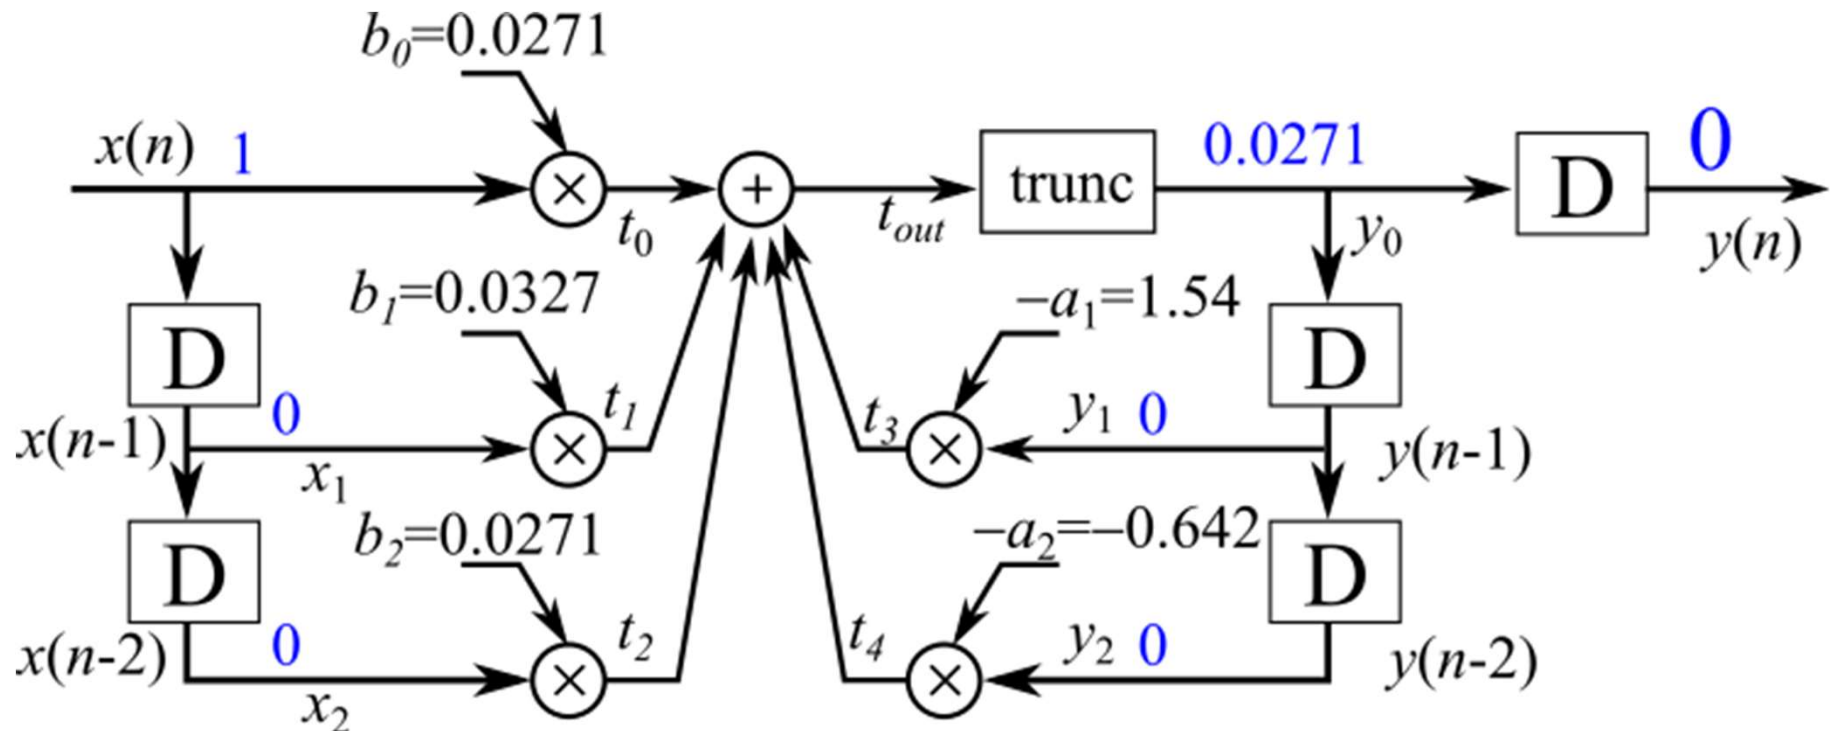 b0=0.0271
x(n) 1
×
+
trunc
0.0271
D
0
t0
tout
y0
y(n)
b1=0.0327
–a1=1.54
D
D
x(n-1)
0
x1
×
t1
t3
×
y1 0
y(n-1)
b2=0.0271
–a2=–0.642
D
D
x(n-2)
0
x2
×
t2
t4
×
y2 0
y(n-2)